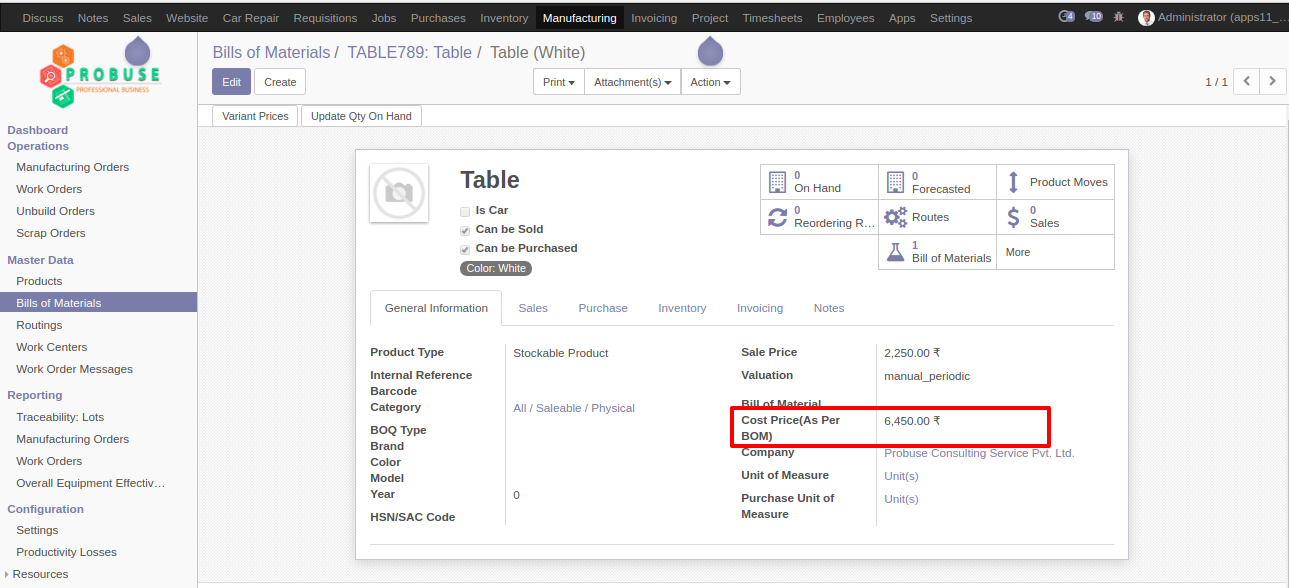 Discuss Notes Sales Website Car Repair Requisitions Jobs Purchases Inventory Manufacturing Invoicing Project Timesheets Employees Apps Settings 4 10 Administrator (apps11_...
PROBUSE
PROFESSIONAL BUSINESS
Bills of Materials / TABLE789: Table / Table (White)
Edit Create Print Attachment(s) Action 1 / 1
Variant Prices Update Qty On Hand
Dashboard
Operations
Manufacturing Orders
Work Orders
Unbuild Orders
Scrap Orders
Master Data
Products
Bills of Materials
Routings
Work Centers
Work Order Messages
Reporting
Traceability: Lots
Manufacturing Orders
Work Orders
Overall Equipment Effectiv…
Configuration
Settings
Productivity Losses
Resources
Table
Is Car
Can be Sold
Can be Purchased
Color: White
0
On Hand
0
Forecasted
Product Moves
0
Reordering R…
Routes
0
Sales
1
Bill of Materials
More
General Information Sales Purchase Inventory Invoicing Notes
Product Type Stockable Product
Internal Reference
Barcode
Category All / Saleable / Physical
BOQ Type
Brand
Color
Model
Year 0
HSN/SAC Code
Sale Price 2,250.00 ₹
Valuation manual_periodic
Bill of Material
Cost Price(As Per 6,450.00 ₹
BOM)
Company Probuse Consulting Service Pvt. Ltd.
Unit of Measure Unit(s)
Purchase Unit of Unit(s)
Measure